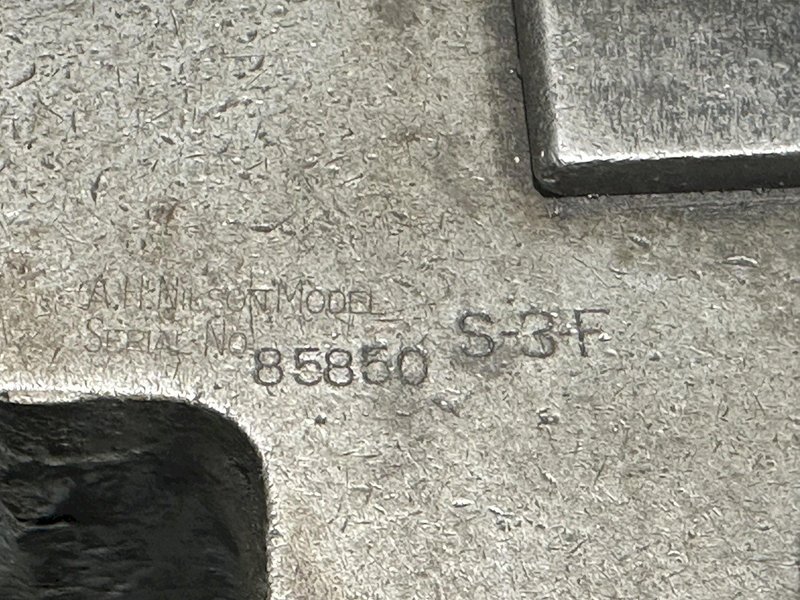 A.H. NILSON MODEL S-3-F
SERIAL NO. 85850